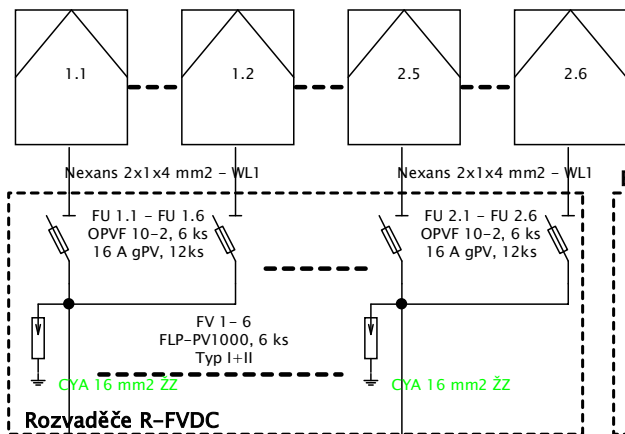 1.1
1.2
2.5
2.6
Nexans 2x1x4 mm2 – WL1
Nexans 2x1x4 mm2 – WL1
FU 1.1 – FU 1.6
OPVF 10–2, 6 ks
16 A gPV, 12ks
FU 2.1 – FU 2.6
OPVF 10–2, 6 ks
16 A gPV, 12ks
FV 1– 6
FLP–PV1000, 6 ks
Typ I+II
CYA 16 mm2 ŽZ
CYA 16 mm2 ŽZ
Rozvaděče R–FVDC